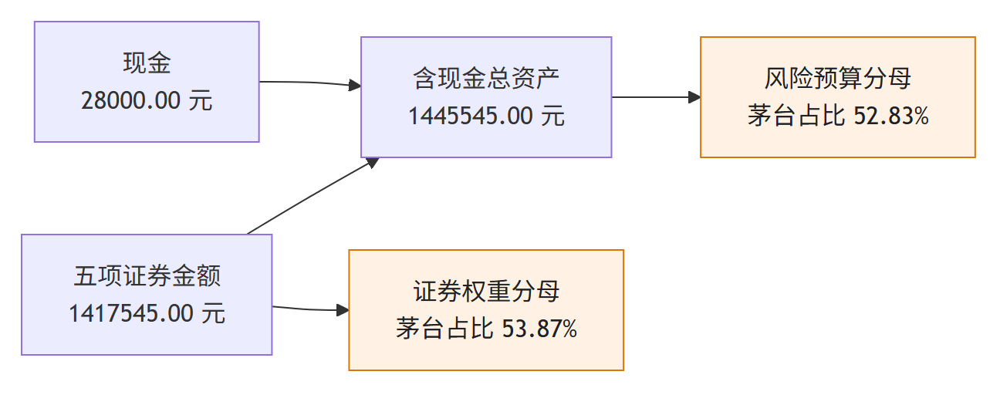 现金
28000.00 元
含现金总资产
1445545.00 元
风险预算分母
茅台占比 52.83%
五项证券金额
1417545.00 元
证券权重分母
茅台占比 53.87%